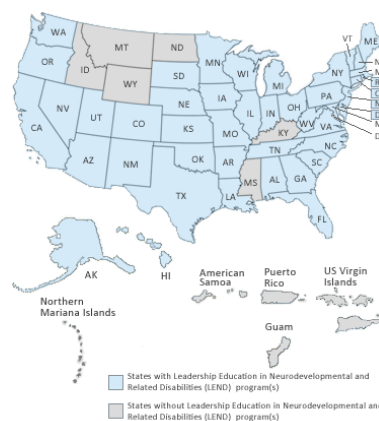 WA
MT
ND
MN
VT
ME
OR
ID
SD
WI
NY
WY
MI
NV
NE
IA
PA
IL
IN
OH
UT
CO
WV
VA
CA
KS
MO
KY
NC
TN
AZ
NM
OK
AR
SC
MS
AL
GA
TX
LA
FL
AK
HI
American
Samoa
Puerto
Rico
US Virgin
Islands
Northern
Mariana Islands
Guam
States with Leadership Education in Neurodevelopmental and
Related Disabilities (LEND) program(s)
States without Leadership Education in Neurodevelopmental and
Related Disabilities (LEND) program(s)